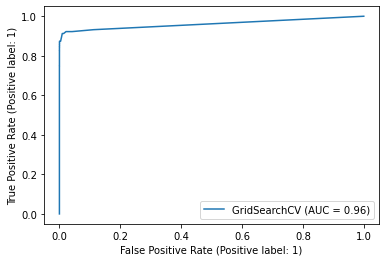 1.0
0.8
0.6
0.4
0.2
0.0
True Positive Rate (Positive label: 1)
GridSearchCV (AUC = 0.96)
0.0 0.2 0.4 0.6 0.8 1.0
False Positive Rate (Positive label: 1)